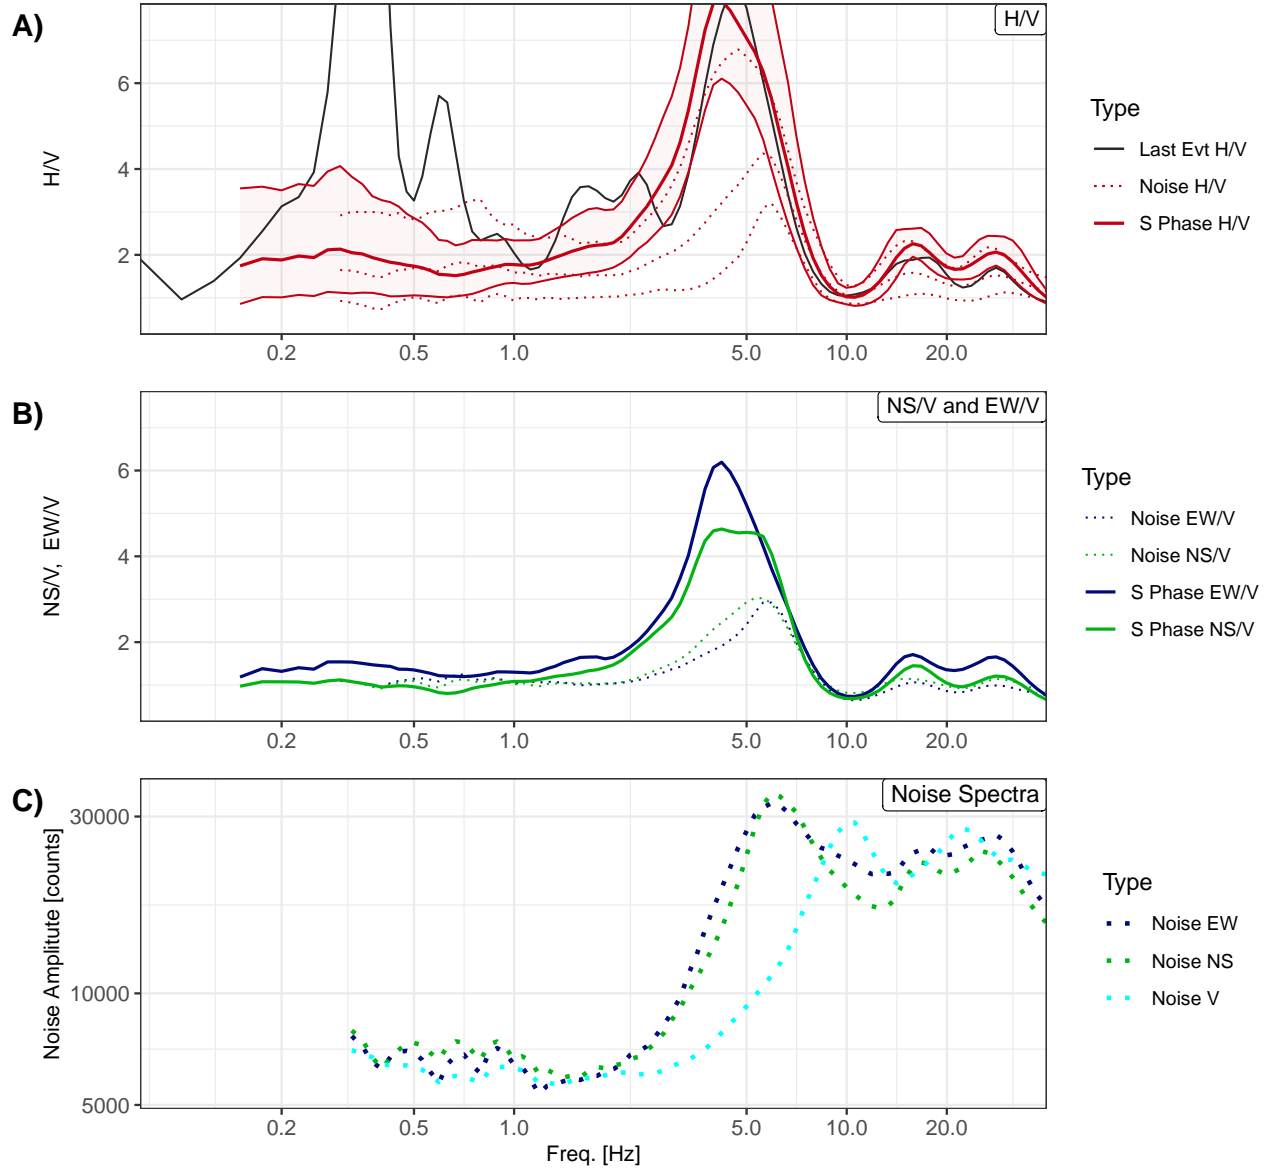 A)
H/V
6
4
2
H/V
0.2 0.5 1.0 5.0 10.0 20.0
Type
Last Evt H/V
Noise H/V
S Phase H/V
B)
NS/V and EW/V
6
4
2
NS/V, EW/V
0.2 0.5 1.0 5.0 10.0 20.0
Type
Noise EW/V
Noise NS/V
S Phase EW/V
S Phase NS/V
C)
Noise Spectra
30000
10000
5000
Noise Amplitute [counts]
0.2 0.5 1.0 5.0 10.0 20.0
Freq. [Hz]
Type
Noise EW
Noise NS
Noise V